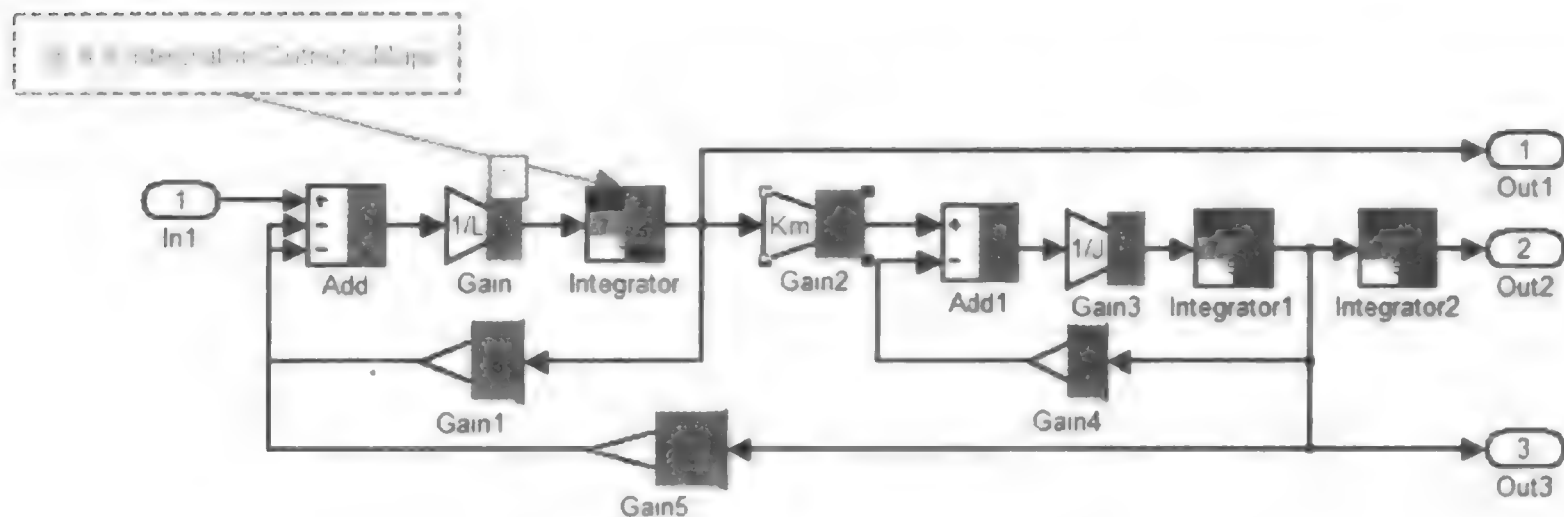 1
In1
Add
1/L
Gain
Integrator
Km
Gain2
Add1
1/J
Gain3
Integrator1
Integrator2
1
Out1
2
Out2
Gain1
Gain4
Gain5
3
Out3